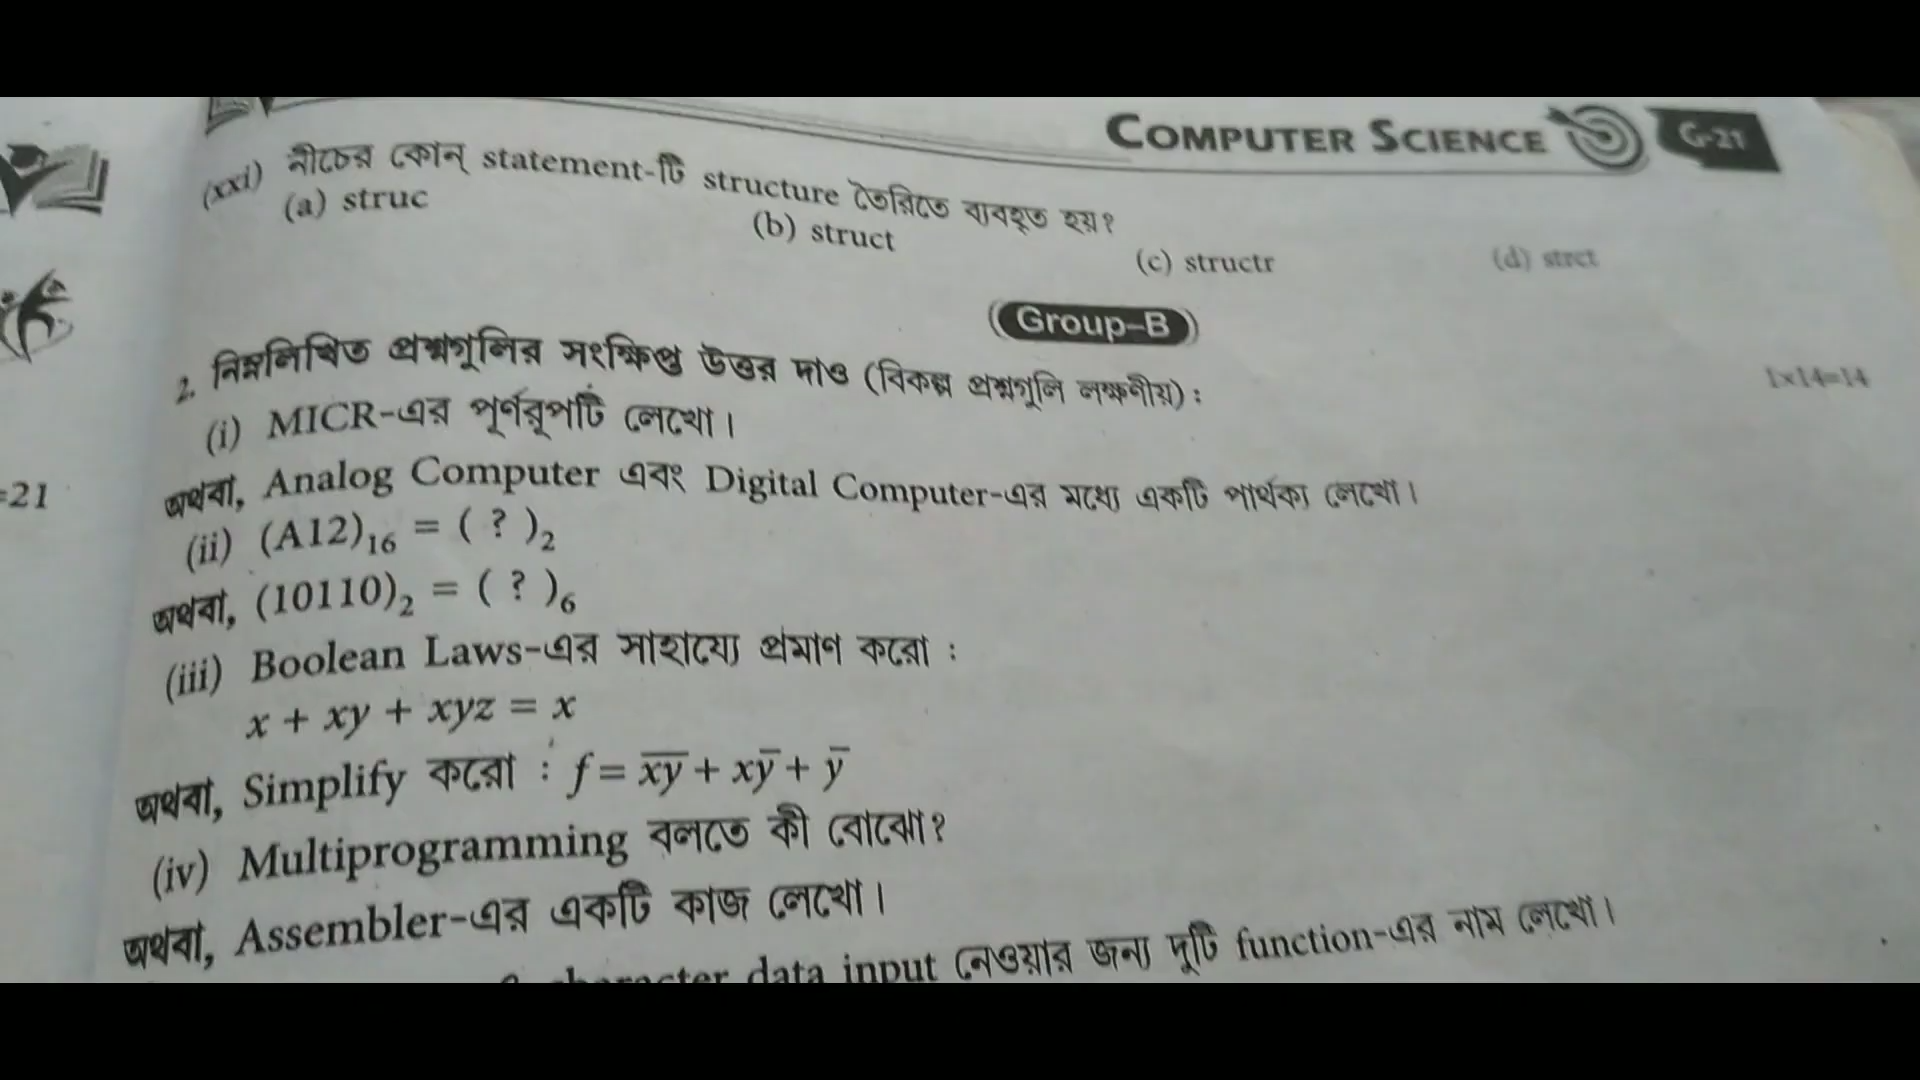 COMPUTER SCIENCE G-21
(xxi) নীচের কোন্ statement-টি structure তৈরিতে ব্যবহৃত হয়?
(a) struc (b) struct (c) structr (d) strct
Group-B
2. নিম্নলিখিত প্রশ্নগুলির সংক্ষিপ্ত উত্তর দাও (বিকল্প প্রশ্নগুলি লক্ষণীয়) : 1×14=14
(i) MICR-এর পূর্ণরূপটি লেখো।
অথবা, Analog Computer এবং Digital Computer-এর মধ্যে একটি পার্থক্য লেখো।
=21
(ii) (A12)₁₆ = ( ? )₂
অথবা, (10110)₂ = ( ? )₆
(iii) Boolean Laws-এর সাহায্যে প্রমাণ করো :
x + xy + xyz = x
অথবা, Simplify করো : f = x̅y̅ + xy̅ + y̅
(iv) Multiprogramming বলতে কী বোঝো?
অথবা, Assembler-এর একটি কাজ লেখো।
character data input নেওয়ার জন্য দুটি function-এর নাম লেখো।